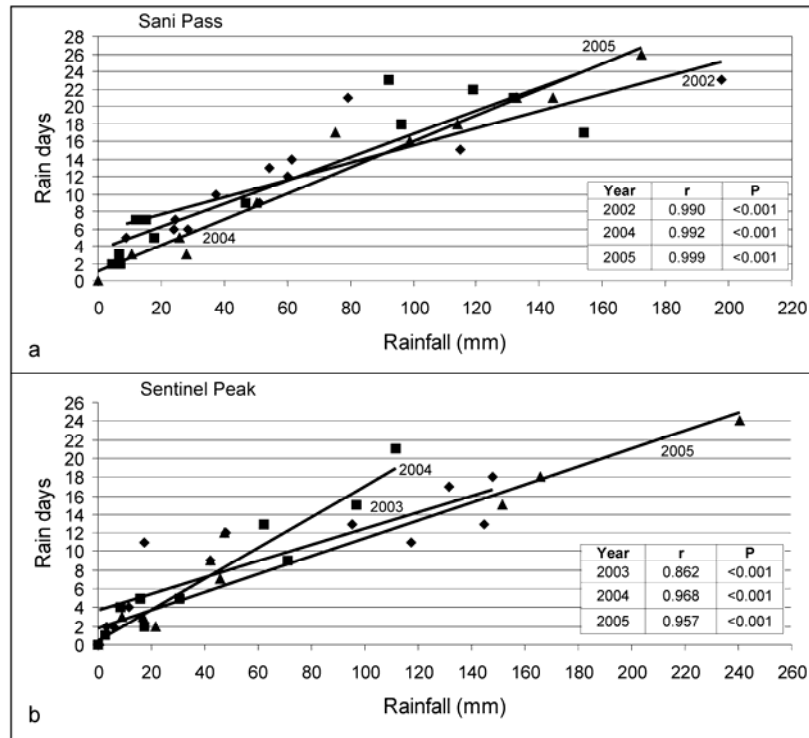 Sani Pass
28
26
24
22
20
18
16
14
12
10
8
6
4
2
0
Rain days
2005
2002
2004
Year r P
2002 0.990 <0.001
2004 0.992 <0.001
2005 0.999 <0.001
0 20 40 60 80 100 120 140 160 180 200 220
Rainfall (mm)
a
Sentinel Peak
26
24
22
20
18
16
14
12
10
8
6
4
2
0
Rain days
2004
2005
2003
Year r P
2003 0.862 <0.001
2004 0.968 <0.001
2005 0.957 <0.001
0 20 40 60 80 100 120 140 160 180 200 220 240 260
Rainfall (mm)
b